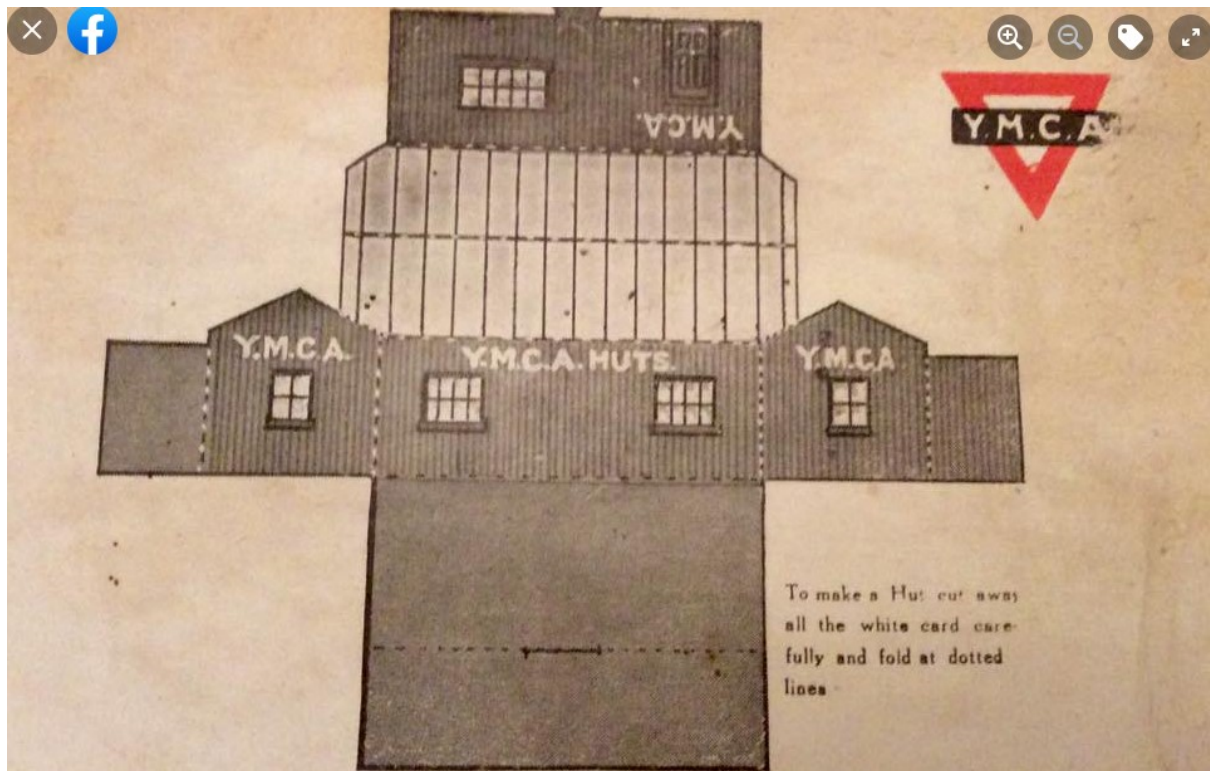 Y.M.C.A.
Y.M.C.A
Y.M.C.A.
Y.M.C.A. HUTS.
Y.M.C.A
To make a Hut cut away
all the white card care-
fully and fold at dotted
lines